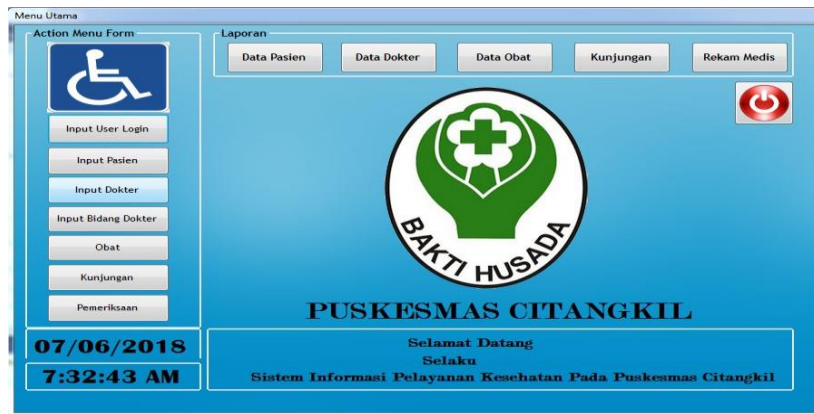 Menu Utama
Action Menu Form
Laporan
Data Pasien
Data Dokter
Data Obat
Kunjungan
Rekam Medis
Input User Login
Input Pasien
Input Dokter
Input Bidang Dokter
Obat
Kunjungan
Pemeriksaan
BAKTI HUSADA
PUSKESMAS CITANGKIL
07/06/2018
7:32:43 AM
Selamat Datang
Selaku
Sistem Informasi Pelayanan Kesehatan Pada Puskesmas Citangkil